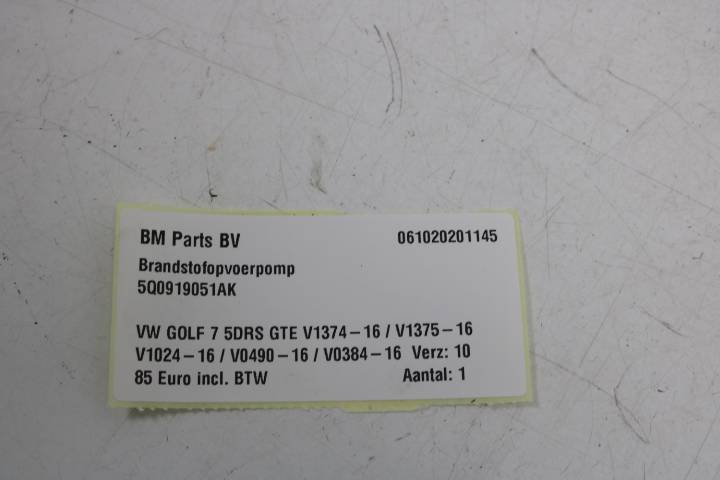 BM Parts BV 061020201145
Brandstofopvoerpomp
5Q0919051AK
VW GOLF 7 5DRS GTE V1374-16 / V1375-16
V1024-16 / V0490-16 / V0384-16 Verz: 10
85 Euro incl. BTW Aantal: 1